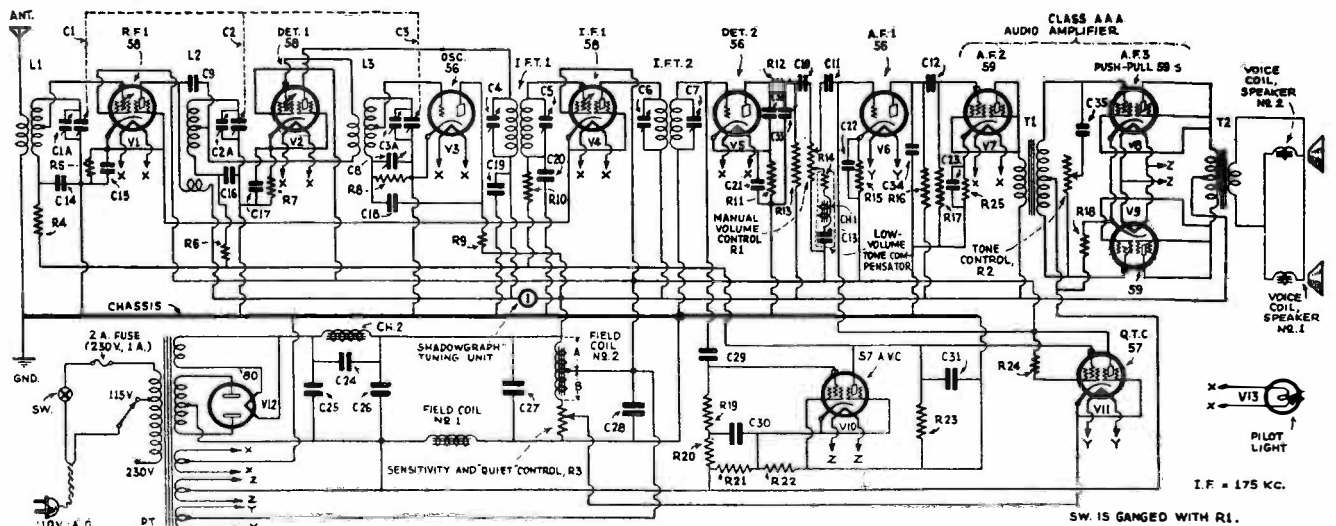 ANT.
C1
R.F.1
58
L2
C2
DET.1
58
C3
L3
OSC.
56
I.F.T.1
I.F.1
58
I.F.T.2
DET. 2
56
R12
C10
C11
A.F.1
56
C12
CLASS AAA
AUDIO AMPLIFIER
A.F.2
59
A.F.3
PUSH-PULL 59 S
VOICE
COIL,
SPEAKER
No. 2
L1
C9
C4
C5
C6
C7
C35
T1
T2
C1A
V1
C2A
V2
C3A
V3
V4
V5
V6
V7
V8
R5
C14
C15
C16
C17
R7
C8
R8
C18
C19
C20
R10
C21
R11
R13
R14
CH.1
C13
C22
R15
R16
C34
R17
C23
R25
R18
V9
59
X X
Y Y
Z
Z
R4
R6
R9
MANUAL
VOLUME
CONTROL
R1
LOW-
VOLUME
TONE COM-
PENSATOR
TONE
CONTROL,
R2
VOICE
COIL,
SPEAKER
No. 1
CHASSIS
I
GND.
2 A. FUSE
(230V, 1 A.)
SW.
115V
230V
110V. A.C.
P.T.
80
V12
CH.2
C24
C25
C26
SHADOWGRAPH
TUNING UNIT
FIELD COIL
No 1
C27
FIELD
COIL
No. 2
A
B
C28
SENSITIVITY AND "QUIET" CONTROL, R3
C29
R19
R20
C30
R21
R22
57 AVC
V10
Z Z
C31
R23
R24
Q.T.C.
57
V11
Y Y
X
X
V13
PILOT
LIGHT
X
X
Z
Z
Y
I.F. = 175 KC.
SW. IS GANGED WITH R1.